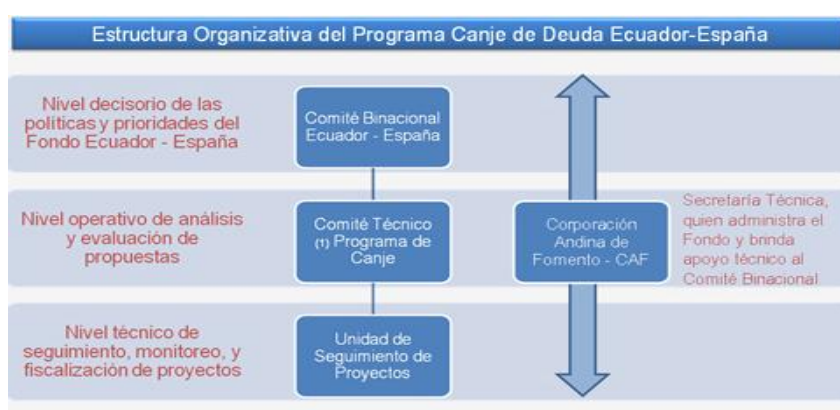 Estructura Organizativa del Programa Canje de Deuda Ecuador-España
Nivel decisorio de las
políticas y prioridades del
Fondo Ecuador - España
Comité Binacional
Ecuador - España
Nivel operativo de análisis
y evaluación de
propuestas
Comité Técnico
(1) Programa de
Canje
Corporación
Andina de
Fomento - CAF
Secretaría Técnica,
quien administra el
Fondo y brinda
apoyo técnico al
Comité Binacional
Nivel técnico de
seguimiento, monitoreo, y
fiscalización de proyectos
Unidad de
Seguimiento de
Proyectos